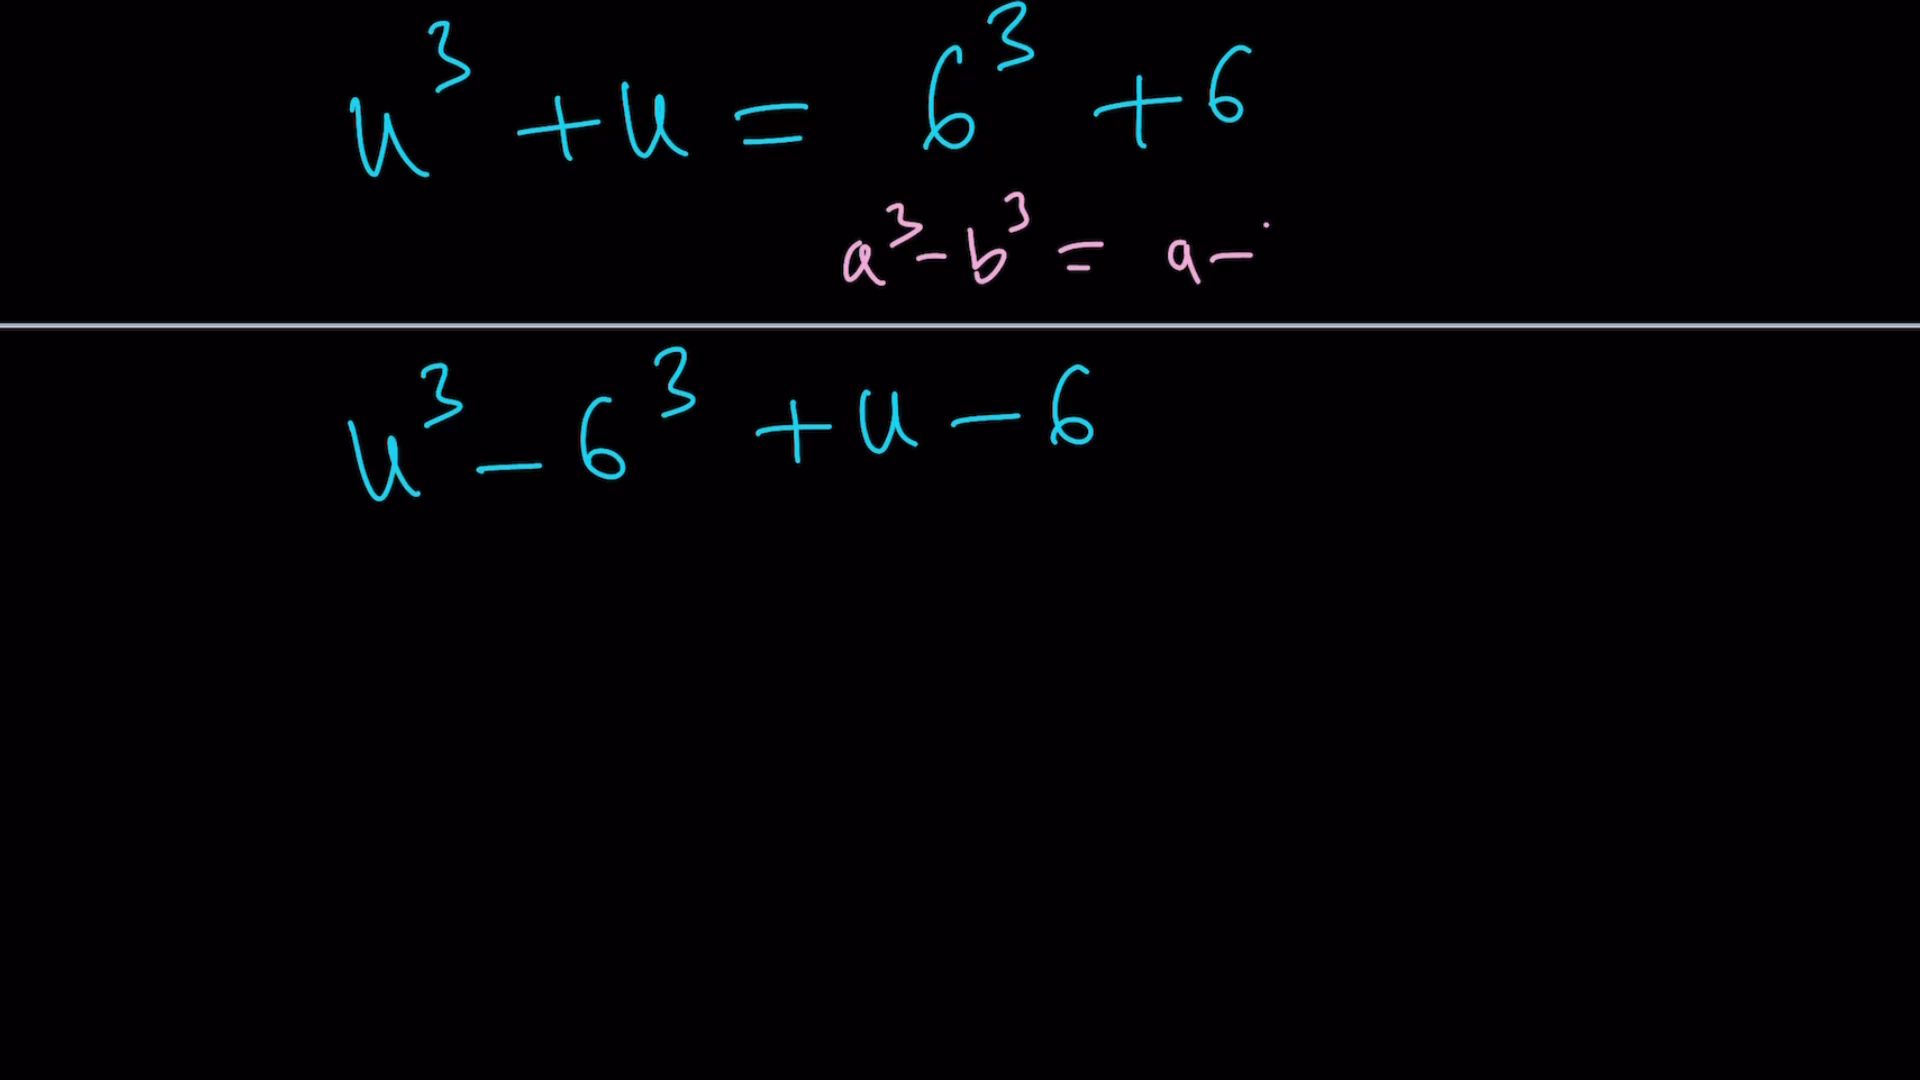 u³ + u = 6³ + 6
a³ - b³ = a -
u³ - 6³ + u - 6